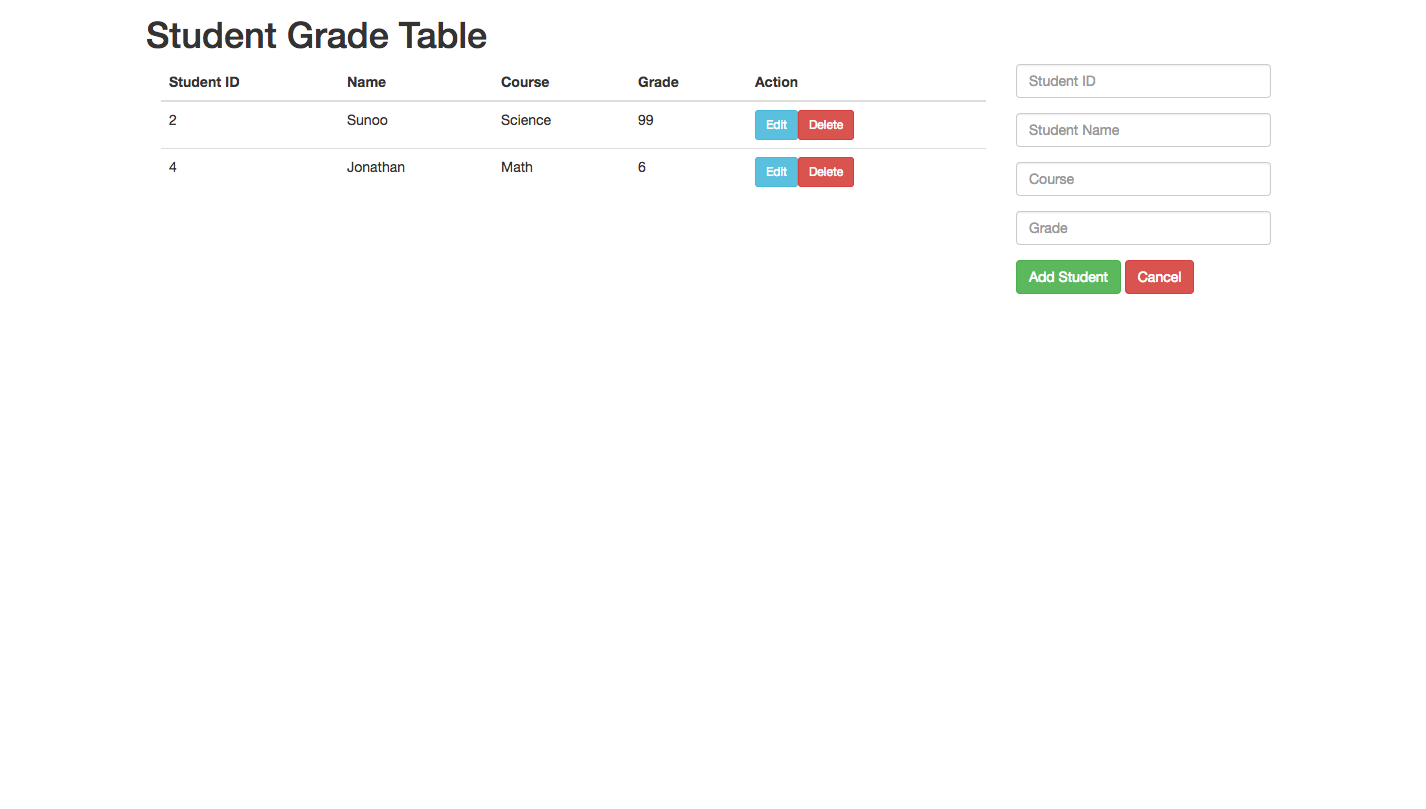 Student Grade Table
Student ID Name Course Grade Action
2 Sunoo Science 99 Edit Delete
4 Jonathan Math 6 Edit Delete
Student ID
Student Name
Course
Grade
Add Student Cancel